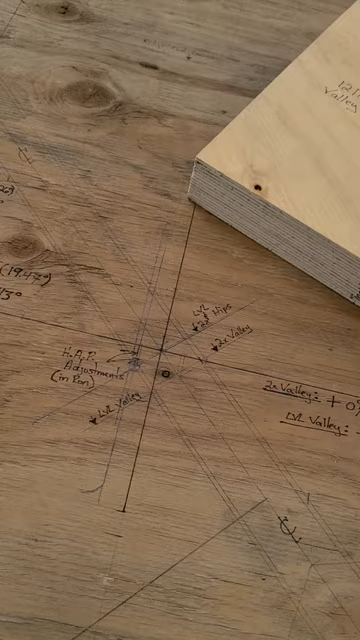 12/
Valley
(19.47°)
LVL
2x Hips
2x Valley
H.A.P.
Adjustments
(in Run)
LVL Valley
2x Valley: + 0
LVL Valley: